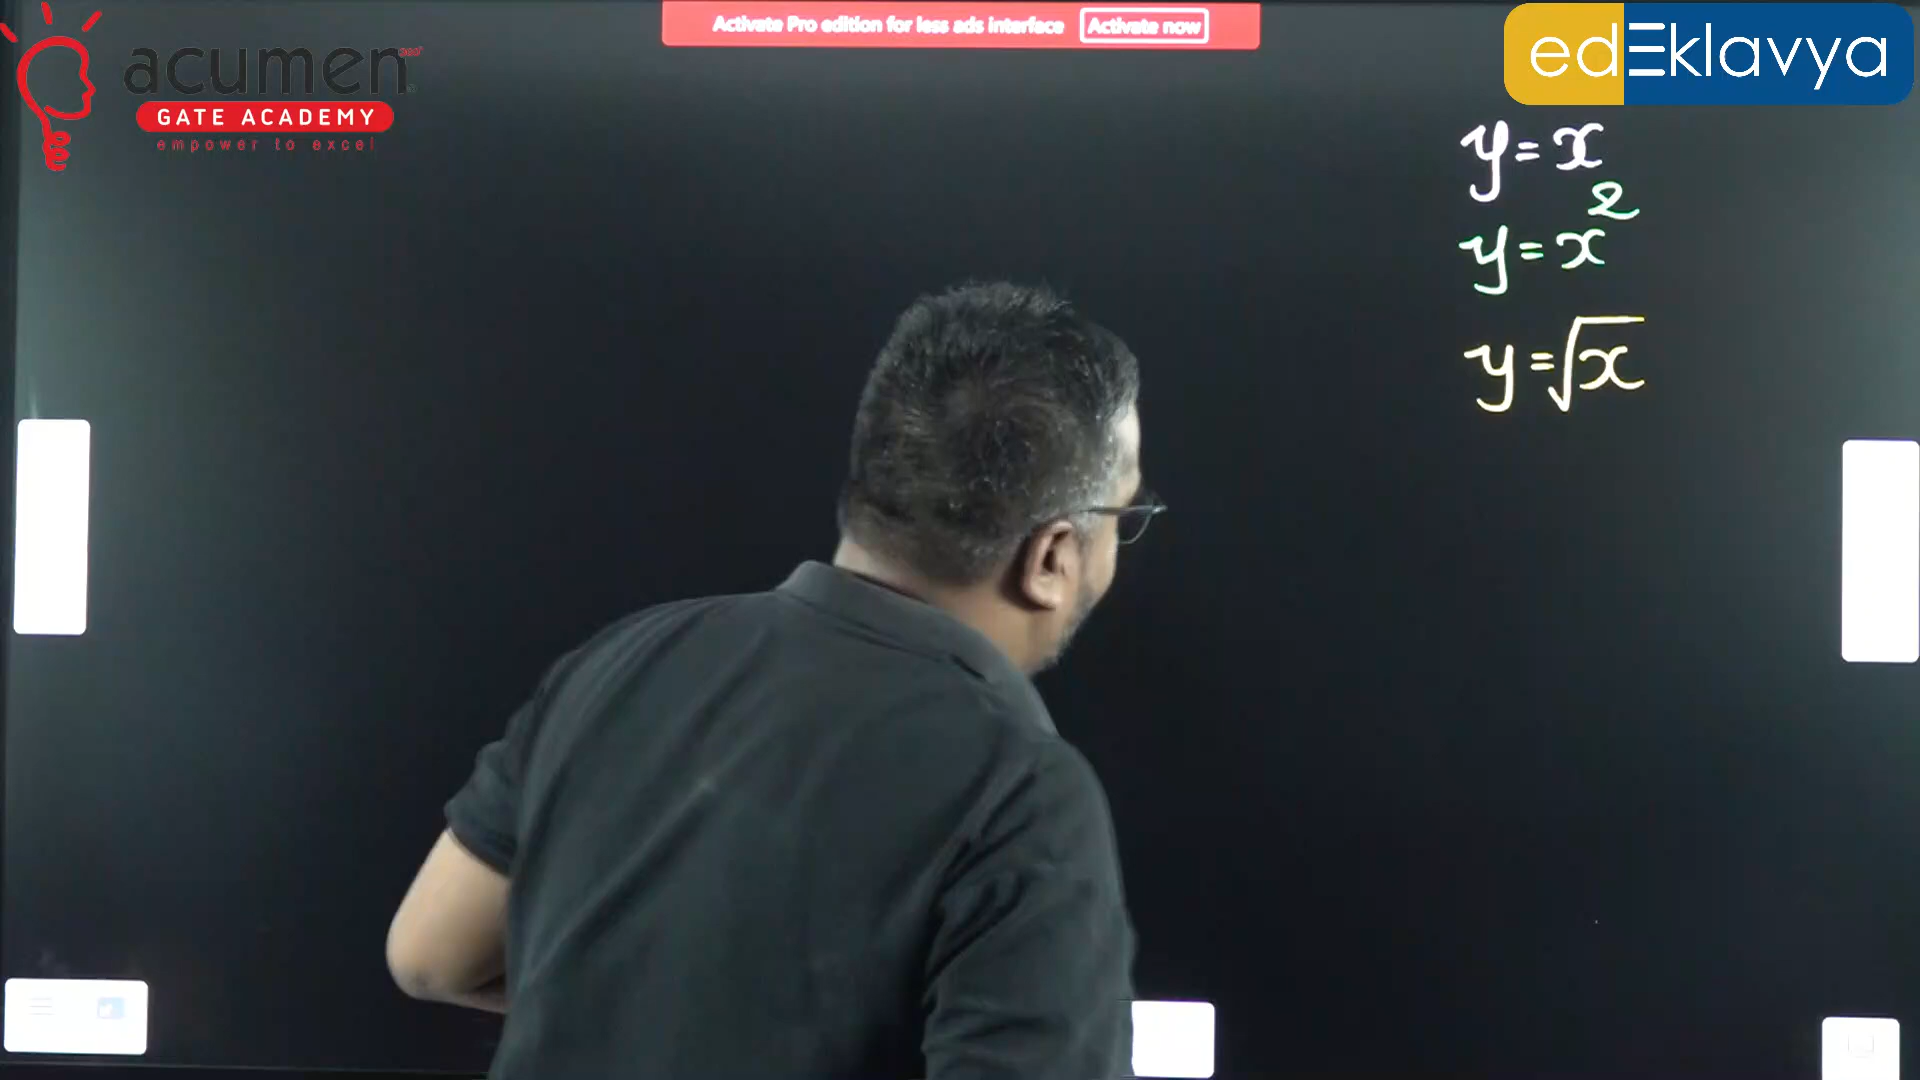 Activate Pro edition for less ads interface Activate now
acumen
GATE ACADEMY
empower to excel
edEklavya
y = x
y = x²
y = √x